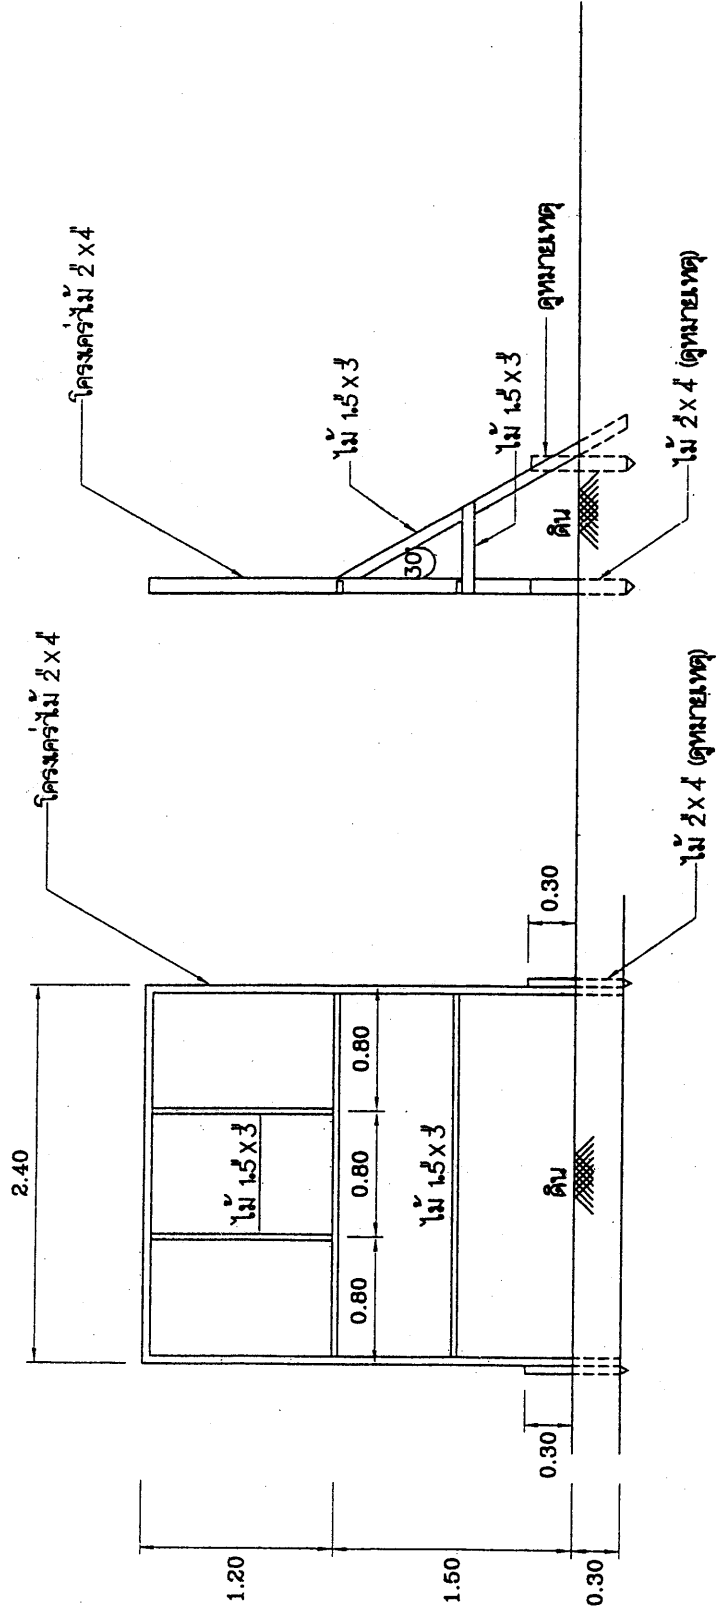 2.40
โครงเคร่าไม้ 2"x4"
โครงเคร่าไม้ 2"x4"
1.20
ไม้ 1.5"x3"
0.80
0.80
0.80
ไม้ 1.5"x3"
30°
ไม้ 1.5"x3"
1.50
ไม้ 1.5"x3"
0.30
0.30
ดูหมายเหตุ
ดิน
ดิน
0.30
ไม้ 2"x4" (ดูหมายเหตุ)
ไม้ 2"x4" (ดูหมายเหตุ)